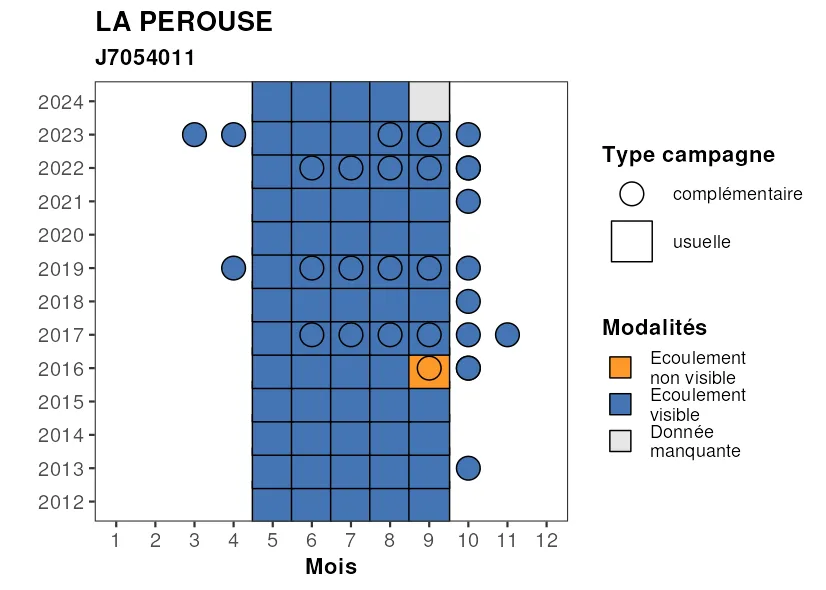 LA PEROUSE
J7054011
2024
2023
2022
2021
2020
2019
2018
2017
2016
2015
2014
2013
2012
1 2 3 4 5 6 7 8 9 10 11 12
Mois
Type campagne
complémentaire
usuelle
Modalités
Ecoulement
non visible
Ecoulement
visible
Donnée
manquante